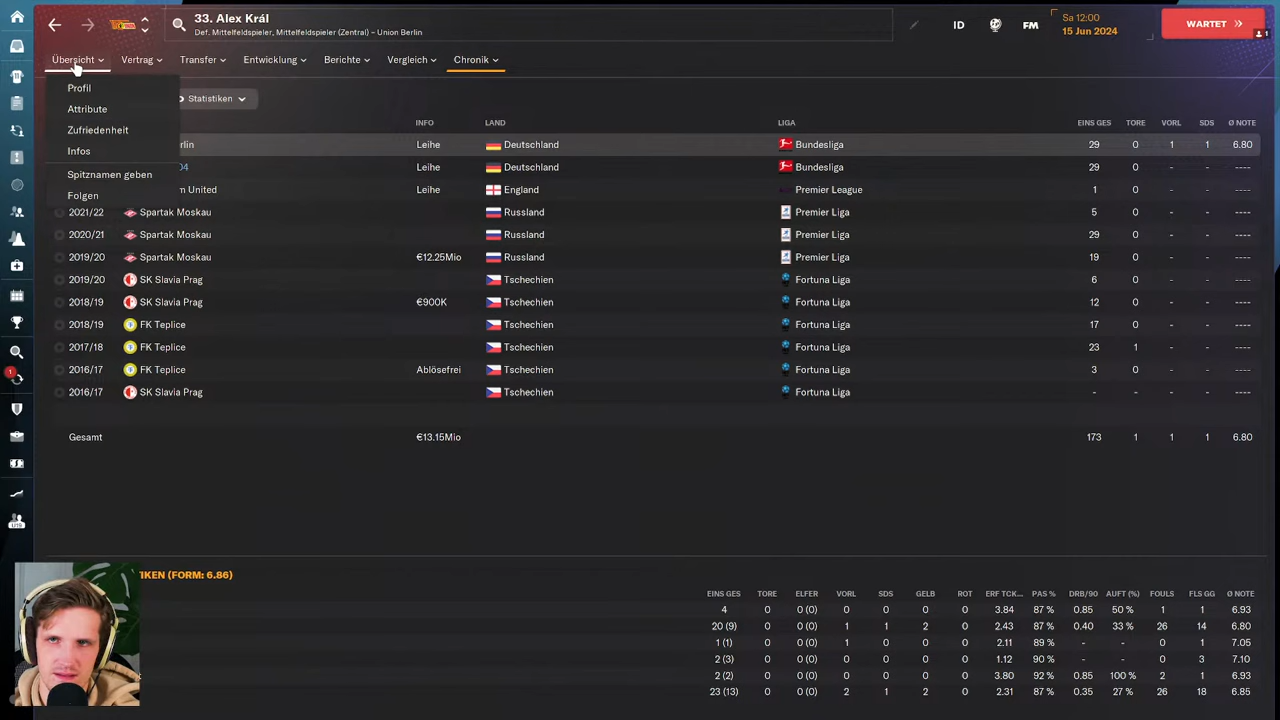 33. Alex Král
Def. Mittelfeldspieler, Mittelfeldspieler (Zentral) – Union Berlin
ID FM
Sa 12:00
15 Jun 2024
WARTET
1
Übersicht Vertrag Transfer Entwicklung Berichte Vergleich Chronik
Profil
Attribute
Zufriedenheit
Infos
Spitznamen geben
Folgen
Statistiken
INFO LAND LIGA EINS GES TORE VORL SDS Ø NOTE
erlin Leihe Deutschland Bundesliga 29 0 1 1 6.80
04 Leihe Deutschland Bundesliga 29 0 - - ----
m United Leihe England Premier League 1 0 - - ----
2021/22 Spartak Moskau Russland Premier Liga 5 0 - - ----
2020/21 Spartak Moskau Russland Premier Liga 29 0 - - ----
2019/20 Spartak Moskau €12.25Mio Russland Premier Liga 19 0 - - ----
2019/20 SK Slavia Prag Tschechien Fortuna Liga 6 0 - - ----
2018/19 SK Slavia Prag €900K Tschechien Fortuna Liga 12 0 - - ----
2018/19 FK Teplice Tschechien Fortuna Liga 17 0 - - ----
2017/18 FK Teplice Tschechien Fortuna Liga 23 1 - - ----
2016/17 FK Teplice Ablösefrei Tschechien Fortuna Liga 3 0 - - ----
2016/17 SK Slavia Prag Tschechien Fortuna Liga - - - - ----
Gesamt €13.15Mio 173 1 1 1 6.80
1
U19
IKEN (FORM: 6.86)
EINS GES TORE ELFER VORL SDS GELB ROT ERF TCK... PAS % DRB/90 AUFT (%) FOULS FLS GG Ø NOTE
4 0 0 (0) 0 0 0 0 3.84 87 % 0.85 50 % 1 1 6.93
20 (9) 0 0 (0) 1 1 2 0 2.43 87 % 0.40 33 % 26 14 6.80
1 (1) 0 0 (0) 1 0 0 0 2.11 89 % - - 0 1 7.05
2 (3) 0 0 (0) 0 0 0 0 1.12 90 % - - 0 3 7.10
2 (2) 0 0 (0) 0 0 0 0 3.80 92 % 0.85 100 % 2 1 6.93
23 (13) 0 0 (0) 2 1 2 0 2.31 87 % 0.35 27 % 26 18 6.85